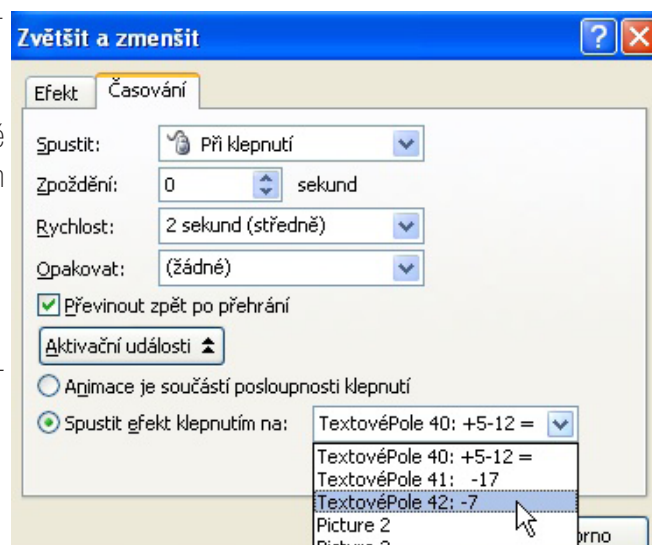 Zvětšit a zmenšit
Efekt Časování
Spustit: Při klepnutí
Zpoždění: 0 sekund
Rychlost: 2 sekund (středně)
Opakovat: (žádné)
Převinout zpět po přehrání
Aktivační události
Animace je součástí posloupnosti klepnutí
Spustit efekt klepnutím na: TextovéPole 40: +5-12 =
TextovéPole 40: +5-12 =
TextovéPole 41: -17
TextovéPole 42: -7
Picture 2